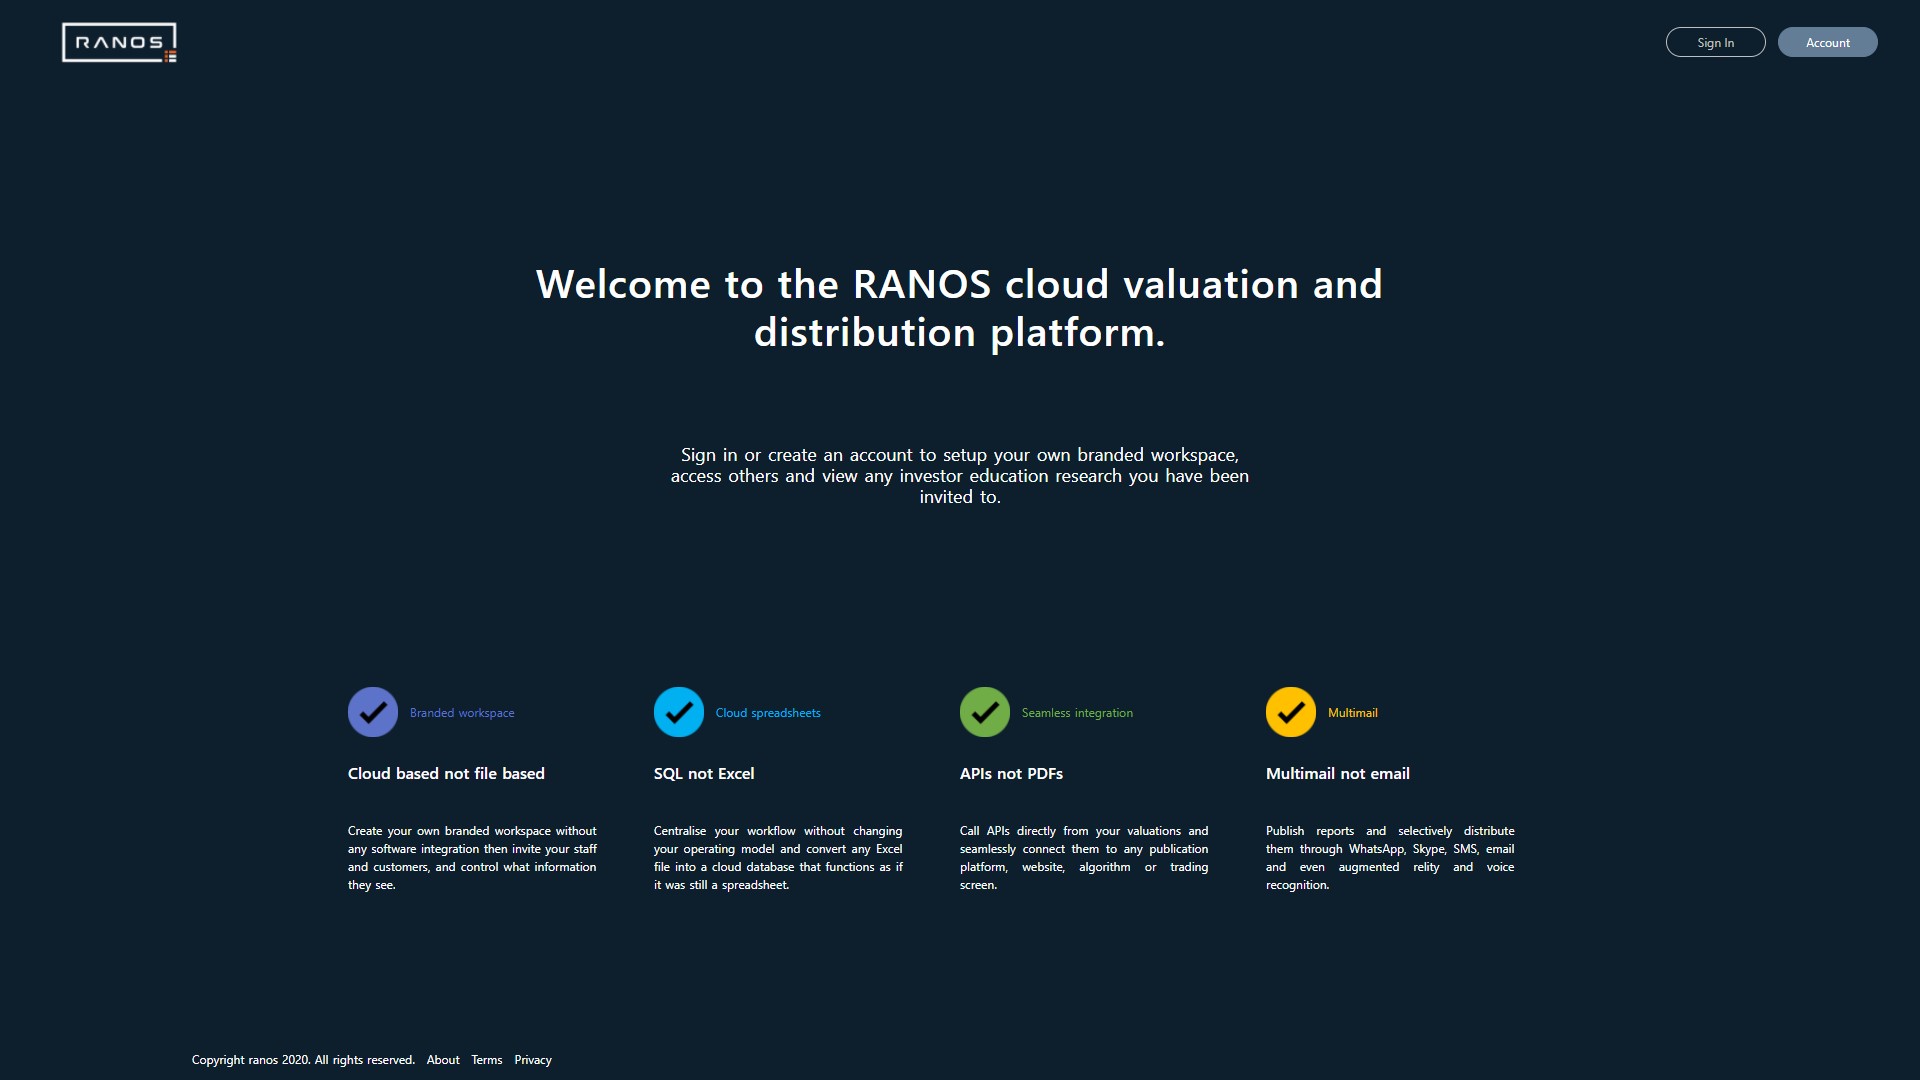 RANOS
Sign In
Account
Welcome to the RANOS cloud valuation and
distribution platform.
Sign in or create an account to setup your own branded workspace,
access others and view any investor education research you have been
invited to.
Branded workspace
Cloud based not file based
Create your own branded workspace without
any software integration then invite your staff
and customers, and control what information
they see.
Cloud spreadsheets
SQL not Excel
Centralise your workflow without changing
your operating model and convert any Excel
file into a cloud database that functions as if
it was still a spreadsheet.
Seamless integration
APIs not PDFs
Call APIs directly from your valuations and
seamlessly connect them to any publication
platform, website, algorithm or trading
screen.
Multimail
Multimail not email
Publish reports and selectively distribute
them through WhatsApp, Skype, SMS, email
and even augmented relity and voice
recognition.
Copyright ranos 2020. All rights reserved. About Terms Privacy